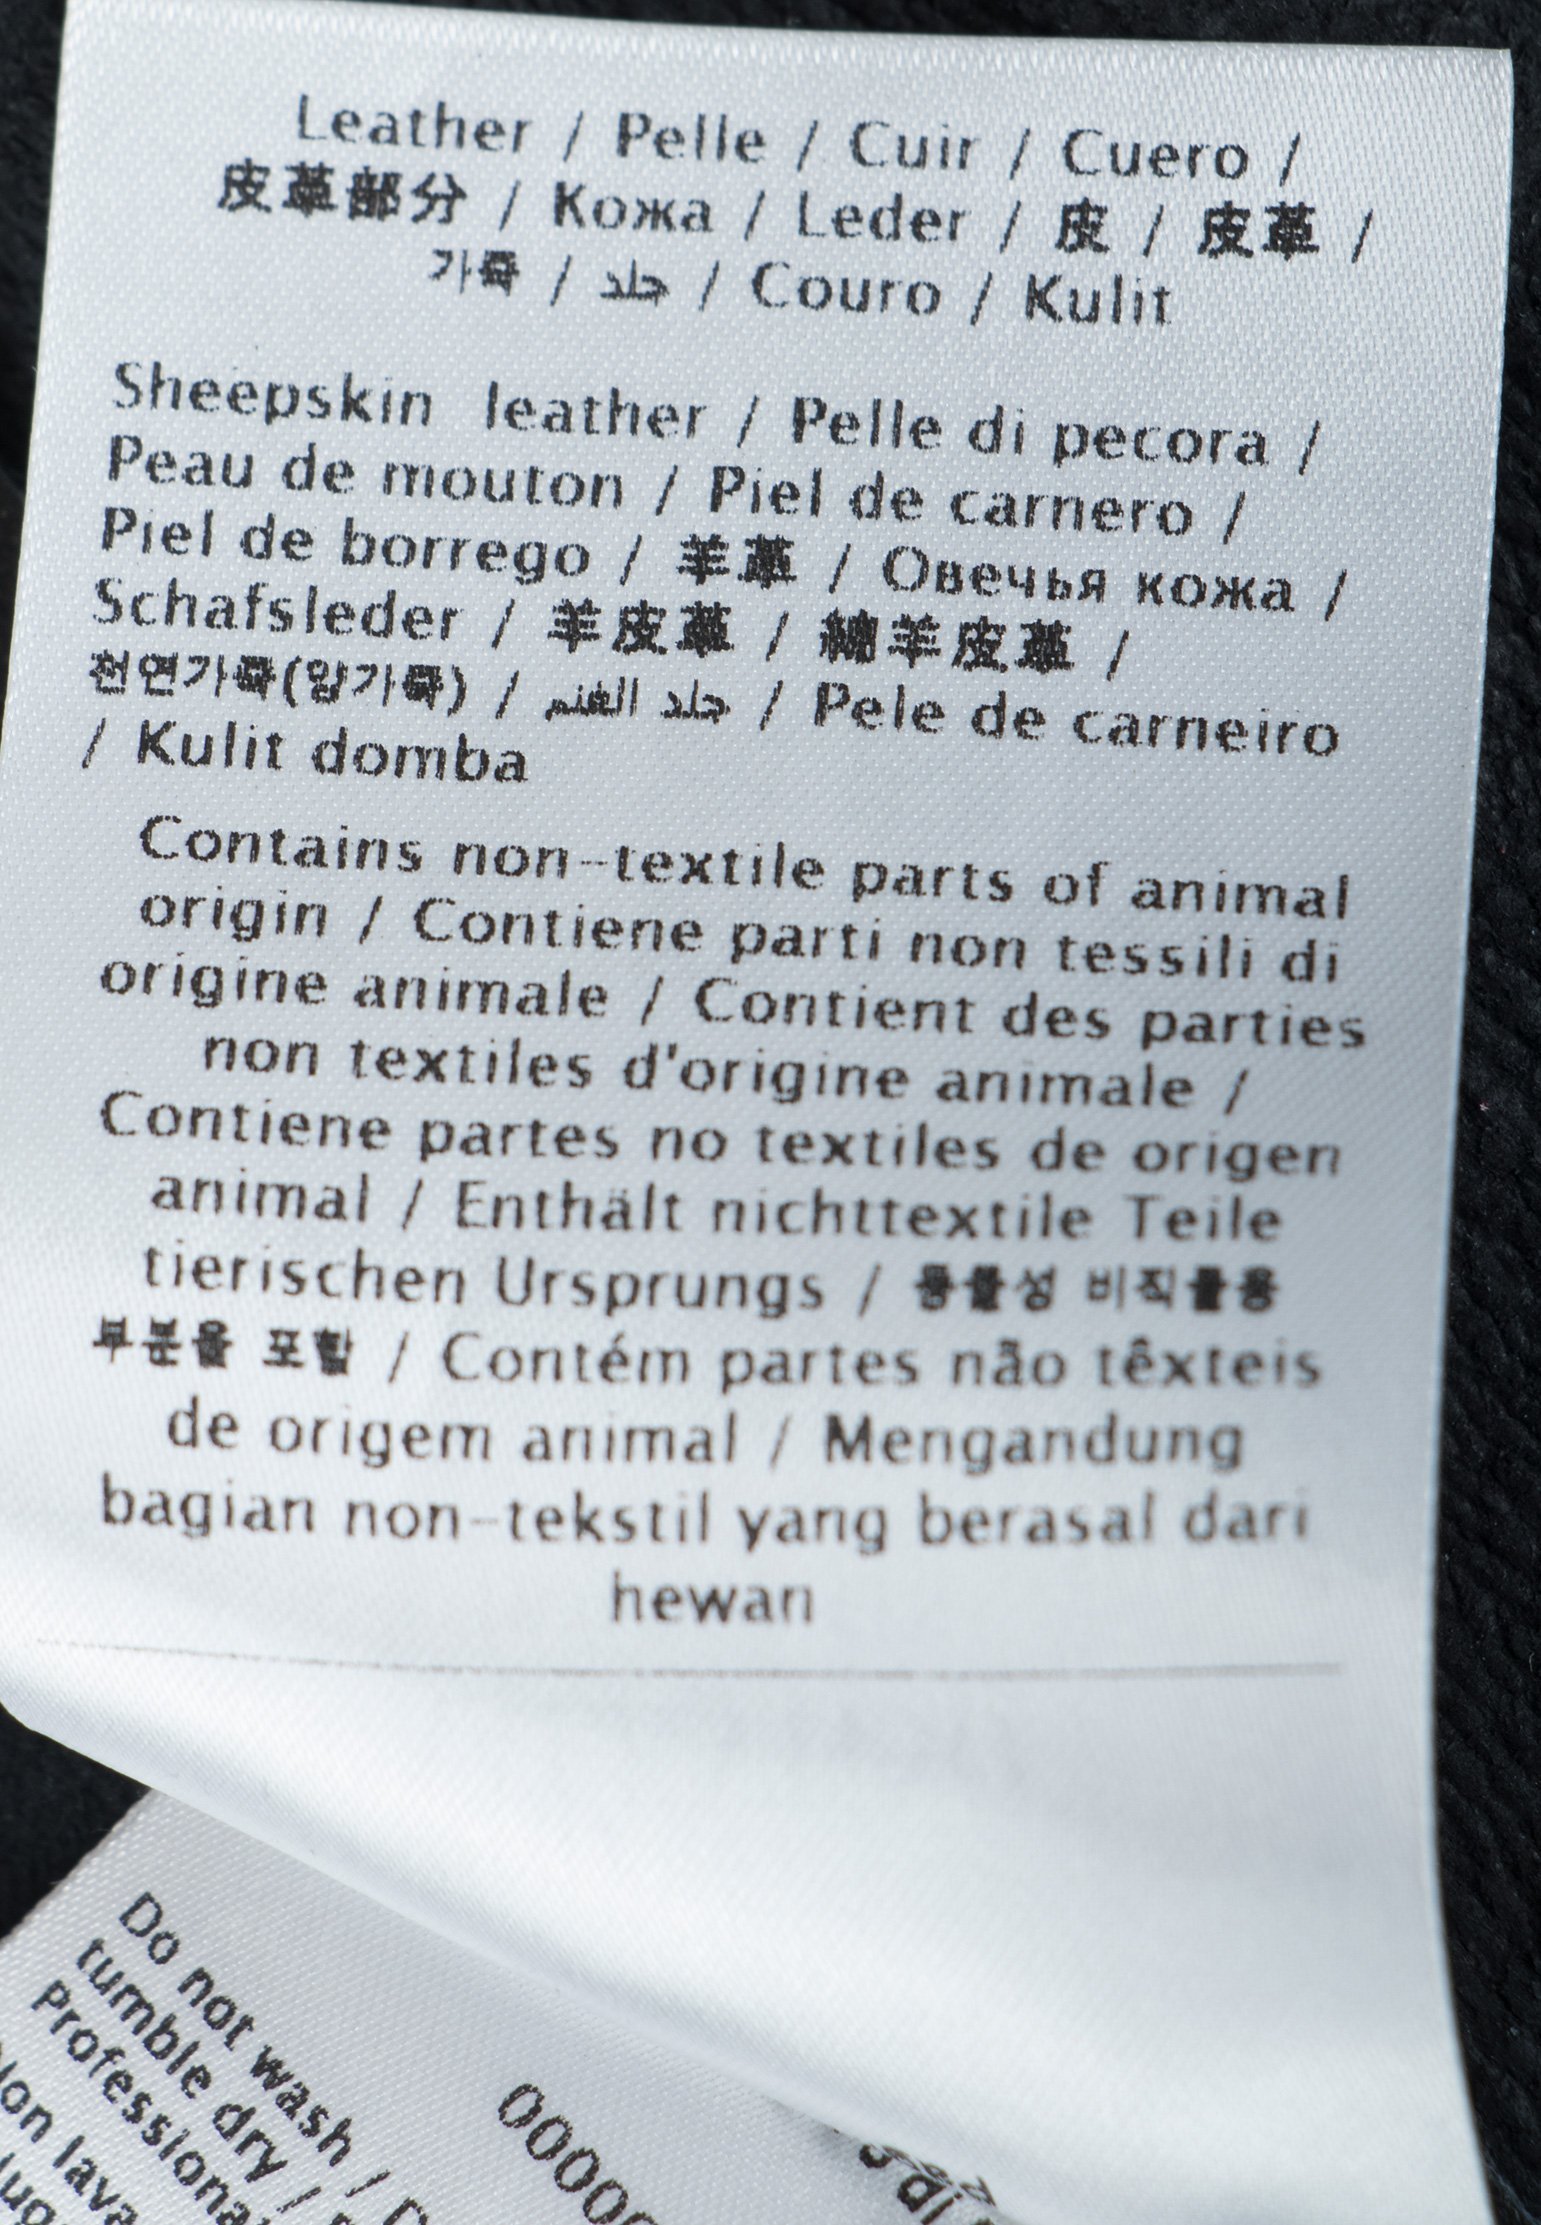 Leather / Pelle / Cuir / Cuero /
皮革部分 / Кожа / Leder / 皮 / 皮革 /
가죽 / جلد / Couro / Kulit
Sheepskin leather / Pelle di pecora /
Peau de mouton / Piel de carnero /
Piel de borrego / 羊革 / Овечья кожа /
Schafsleder / 羊皮革 / 綿羊皮革 /
천연가죽(양가죽) / جلد الغنم / Pele de carneiro
/ Kulit domba
Contains non-textile parts of animal
origin / Contiene parti non tessili di
origine animale / Contient des parties
non textiles d'origine animale /
Contiene partes no textiles de origen
animal / Enthält nichttextile Teile
tierischen Ursprungs / 동물성 비직물용
부분을 포함 / Contém partes não têxteis
de origem animal / Mengandung
bagian non-tekstil yang berasal dari
hewan
Do not wash /
tumble dry /
Professional
lava